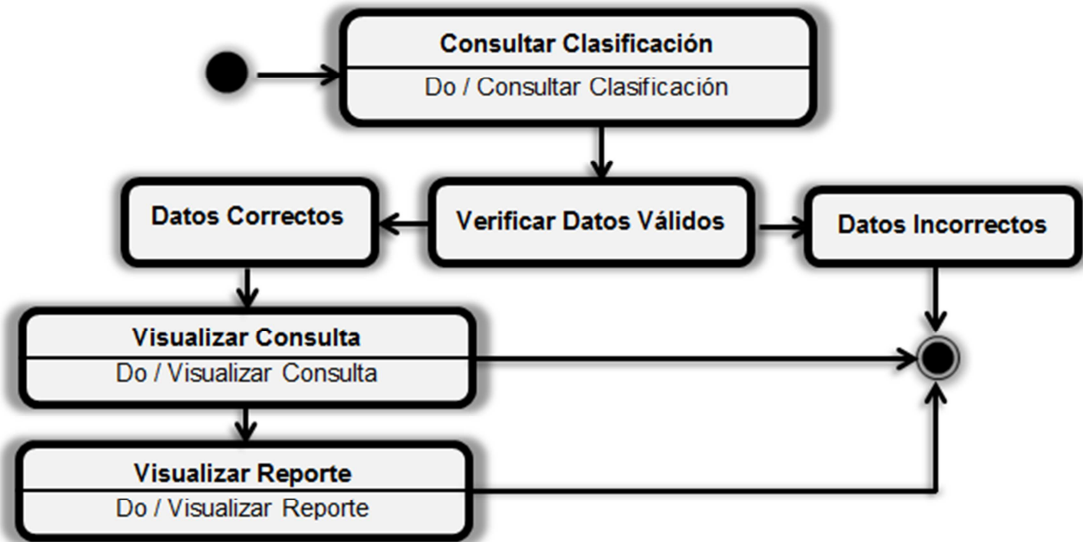 Consultar Clasificación
Do / Consultar Clasificación
Datos Correctos
Verificar Datos Válidos
Datos Incorrectos
Visualizar Consulta
Do / Visualizar Consulta
Visualizar Reporte
Do / Visualizar Reporte